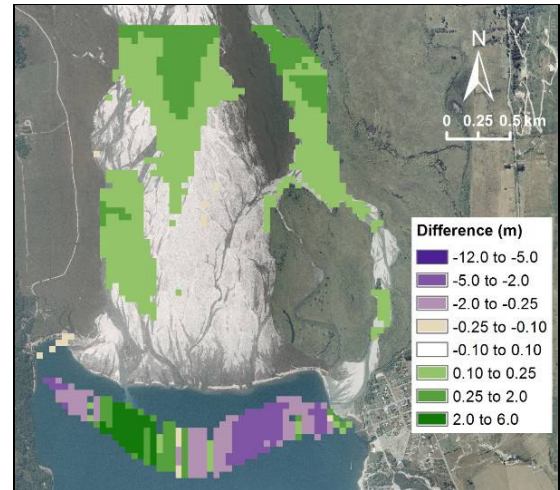 N
0 0.25 0.5 km
Difference (m)
-12.0 to -5.0
-5.0 to -2.0
-2.0 to -0.25
-0.25 to -0.10
-0.10 to 0.10
0.10 to 0.25
0.25 to 2.0
2.0 to 6.0